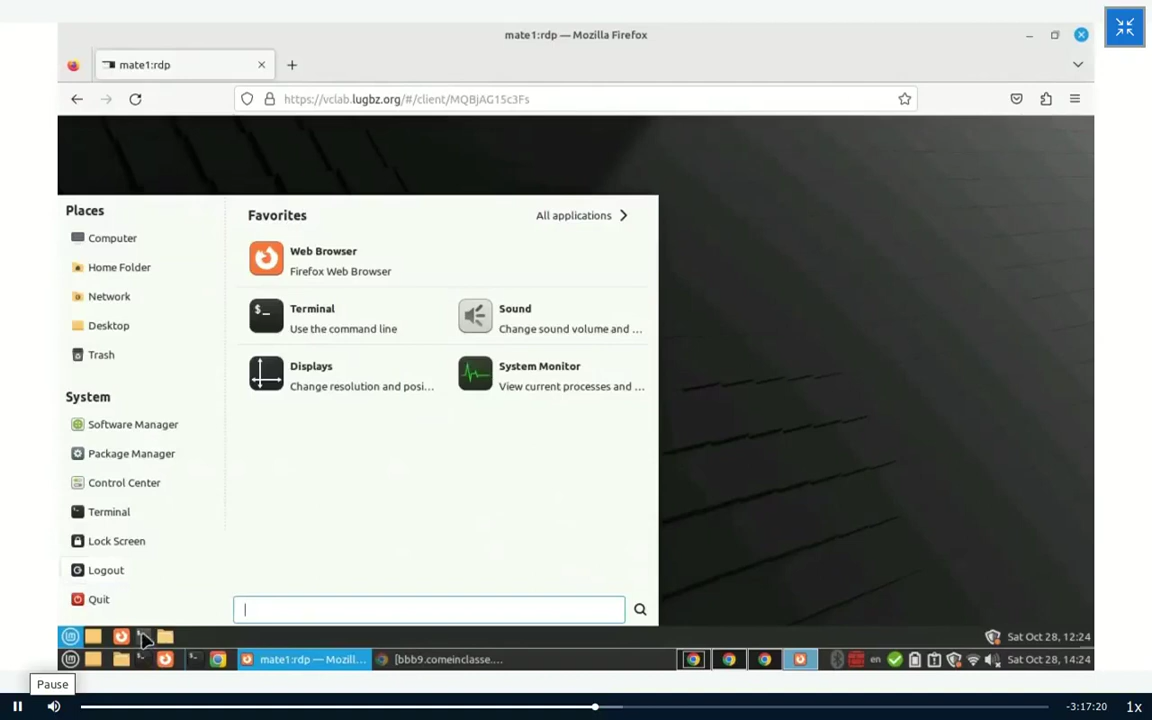 mate1:rdp — Mozilla Firefox
mate1:rdp
https://vclab.lugbz.org/#/client/MQBjAG15c3Fs
Places
Computer
Home Folder
Network
Desktop
Trash
System
Software Manager
Package Manager
Control Center
Terminal
Lock Screen
Logout
Quit
Favorites
All applications
Web Browser
Firefox Web Browser
Terminal
Use the command line
Sound
Change sound volume and ...
Displays
Change resolution and posi...
System Monitor
View current processes and ...
Sat Oct 28, 12:24
mate1:rdp — Mozill...
[bbb9.comeinclasse....
en
Sat Oct 28, 14:24
Pause
-3:17:20
1x